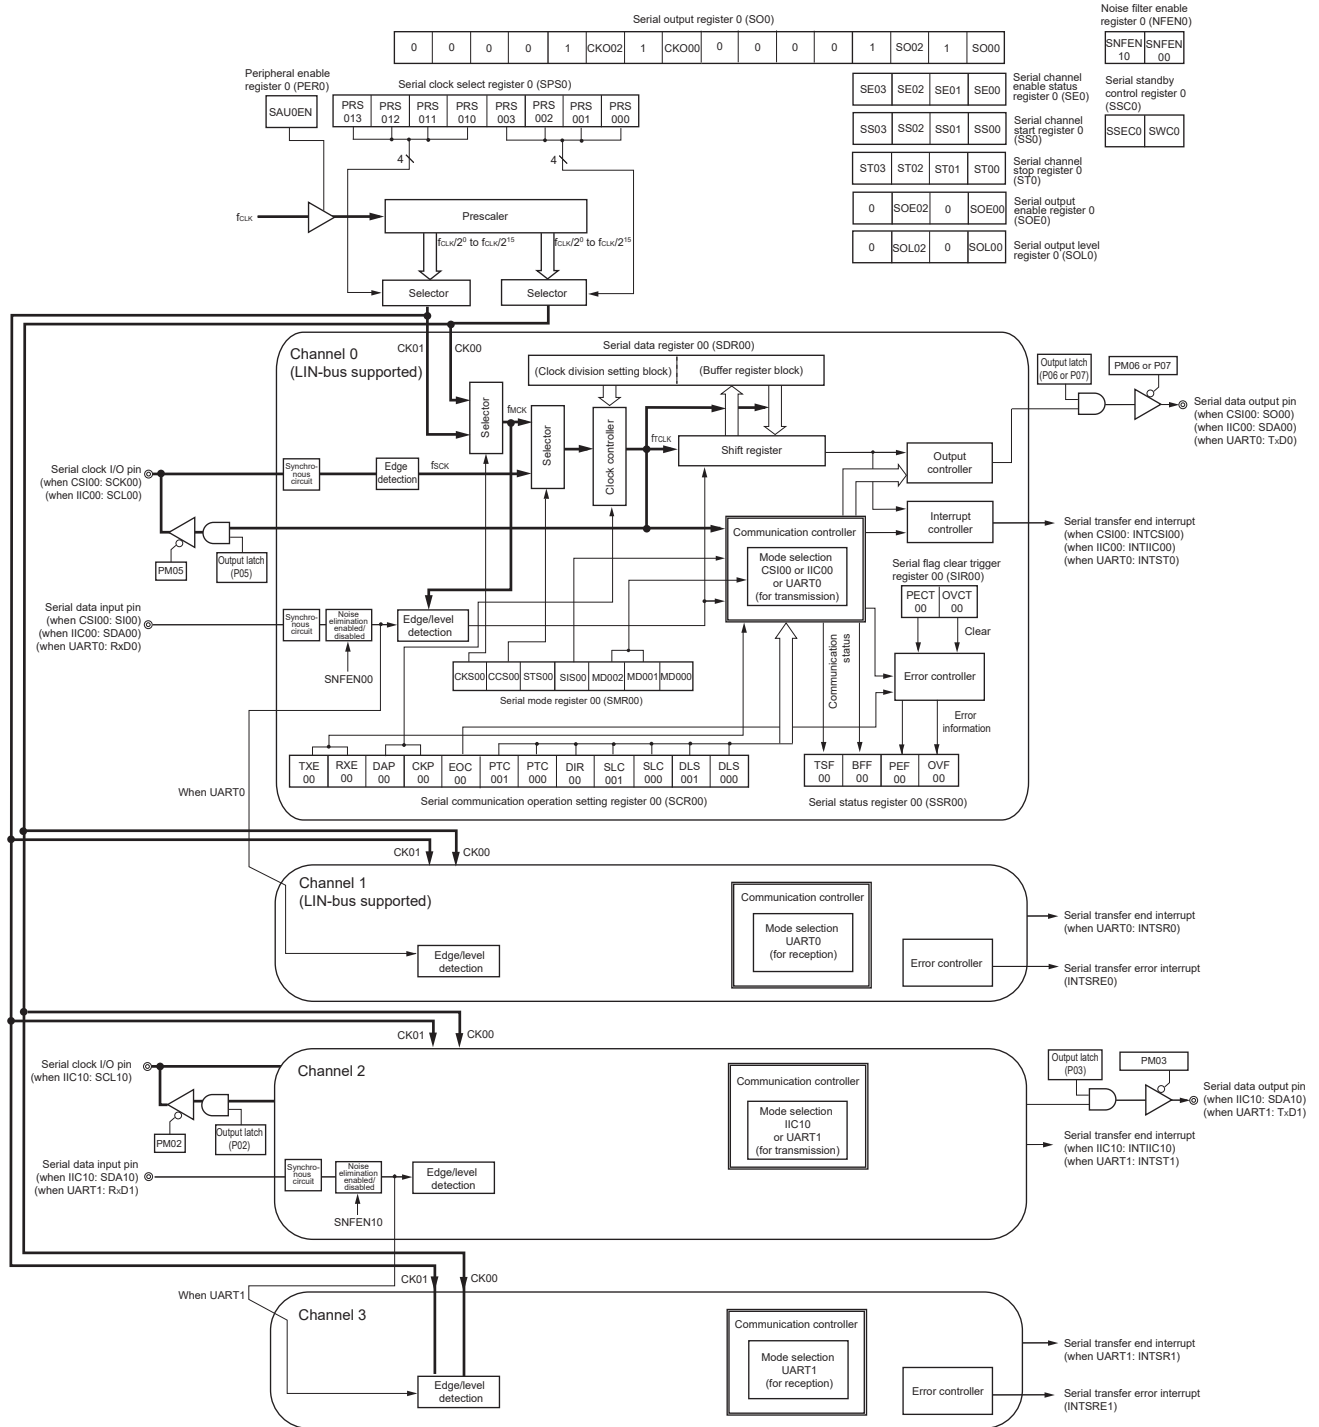 Serial output register 0 (SO0)
0 0 0 0 1 CKO02 1 CKO00 0 0 0 0 1 SO02 1 SO00
Noise filter enable
register 0 (NFEN0)
SNFEN SNFEN
10 00
Peripheral enable
register 0 (PER0)
SAU0EN
Serial clock select register 0 (SPS0)
PRS PRS PRS PRS PRS PRS PRS PRS
013 012 011 010 003 002 001 000
4 4
SE03 SE02 SE01 SE00
Serial channel
enable status
register 0 (SE0)
Serial standby
control register 0
(SSC0)
SSEC0 SWC0
SS03 SS02 SS01 SS00
Serial channel
start register 0
(SS0)
ST03 ST02 ST01 ST00
Serial channel
stop register 0
(ST0)
0 SOE02 0 SOE00
Serial output
enable register 0
(SOE0)
0 SOL02 0 SOL00
Serial output level
register 0 (SOL0)
fCLK
Prescaler
fCLK/2⁰ to fCLK/2¹⁵ fCLK/2⁰ to fCLK/2¹⁵
Selector Selector
CK01 CK00
Channel 0
(LIN-bus supported)
Serial data register 00 (SDR00)
(Clock division setting block) (Buffer register block)
Selector
fMCK
Selector
Clock controller
fTCLK
Shift register
Output latch
(P06 or P07)
PM06 or P07
Serial data output pin
(when CSI00: SO00)
(when IIC00: SDA00)
(when UART0: TxD0)
Output
controller
Serial clock I/O pin
(when CSI00: SCK00)
(when IIC00: SCL00)
Synchro-
nous
circuit
Edge
detection
fSCK
PM05
Output latch
(P05)
Communication controller
Mode selection
CSI00 or IIC00
or UART0
(for transmission)
Interrupt
controller
Serial transfer end interrupt
(when CSI00: INTCSI00)
(when IIC00: INTIIC00)
(when UART0: INTST0)
Serial flag clear trigger
register 00 (SIR00)
PECT OVCT
00 00
Clear
Serial data input pin
(when CSI00: SI00)
(when IIC00: SDA00)
(when UART0: RxD0)
Synchro-
nous
circuit
Noise
elimination
enabled/
disabled
Edge/level
detection
SNFEN00
CKS00 CCS00 STS00 SIS00 MD002 MD001 MD000
Serial mode register 00 (SMR00)
Communication
status
Error controller
Error
information
When UART0
TXE RXE DAP CKP EOC PTC PTC DIR SLC SLC DLS DLS
00 00 00 00 00 001 000 00 001 000 001 000
Serial communication operation setting register 00 (SCR00)
TSF BFF PEF OVF
00 00 00 00
Serial status register 00 (SSR00)
CK01 CK00
Channel 1
(LIN-bus supported)
Communication controller
Mode selection
UART0
(for reception)
Edge/level
detection
Error controller
Serial transfer end interrupt
(when UART0: INTSR0)
Serial transfer error interrupt
(INTSRE0)
CK01 CK00
Channel 2
Serial clock I/O pin
(when IIC10: SCL10)
PM02
Output latch
(P02)
Communication controller
Mode selection
IIC10
or UART1
(for transmission)
Output latch
(P03)
PM03
Serial data output pin
(when IIC10: SDA10)
(when UART1: TxD1)
Serial transfer end interrupt
(when IIC10: INTIIC10)
(when UART1: INTST1)
Serial data input pin
(when IIC10: SDA10)
(when UART1: RxD1)
Synchro-
nous
circuit
Noise
elimination
enabled/
disabled
Edge/level
detection
SNFEN10
CK01 CK00
When UART1
Channel 3
Communication controller
Mode selection
UART1
(for reception)
Edge/level
detection
Error controller
Serial transfer end interrupt
(when UART1: INTSR1)
Serial transfer error interrupt
(INTSRE1)